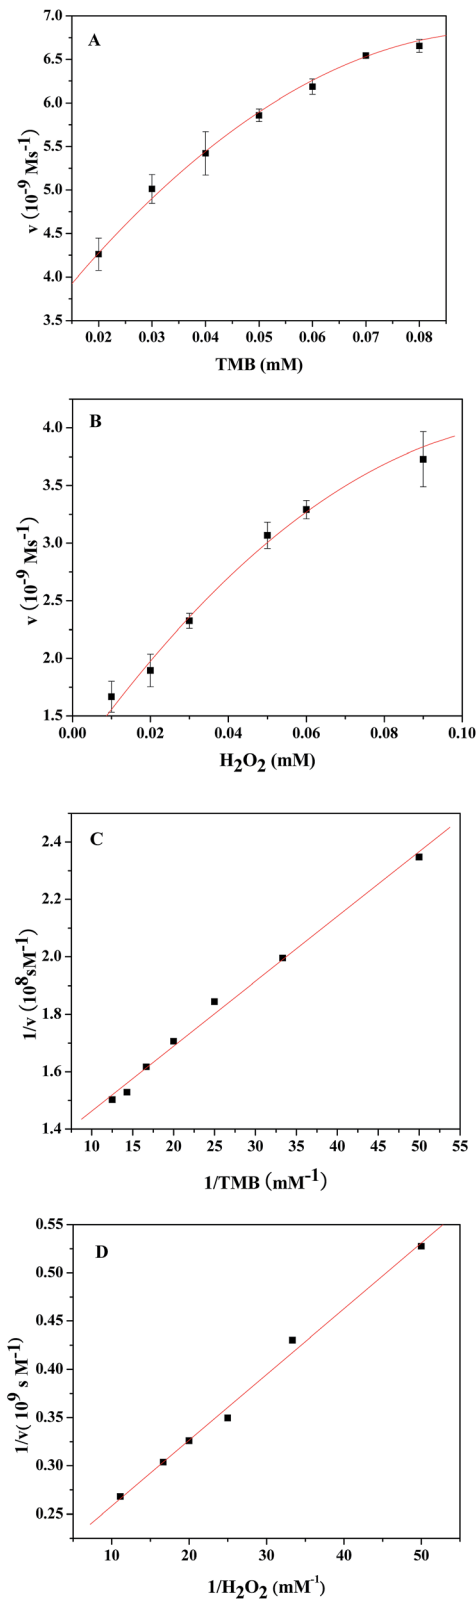 A
7.0
6.5
6.0
5.5
5.0
4.5
4.0
3.5
v (10-9 Ms-1)
0.02 0.03 0.04 0.05 0.06 0.07 0.08
TMB (mM)
B
4.0
3.5
3.0
2.5
2.0
1.5
v (10-9 Ms-1)
0.00 0.02 0.04 0.06 0.08 0.10
H2O2 (mM)
C
2.4
2.2
2.0
1.8
1.6
1.4
1/v (108sM-1)
10 15 20 25 30 35 40 45 50 55
1/TMB (mM-1)
D
0.55
0.50
0.45
0.40
0.35
0.30
0.25
1/v( 109 s M-1)
10 20 30 40 50
1/H2O2 (mM-1)